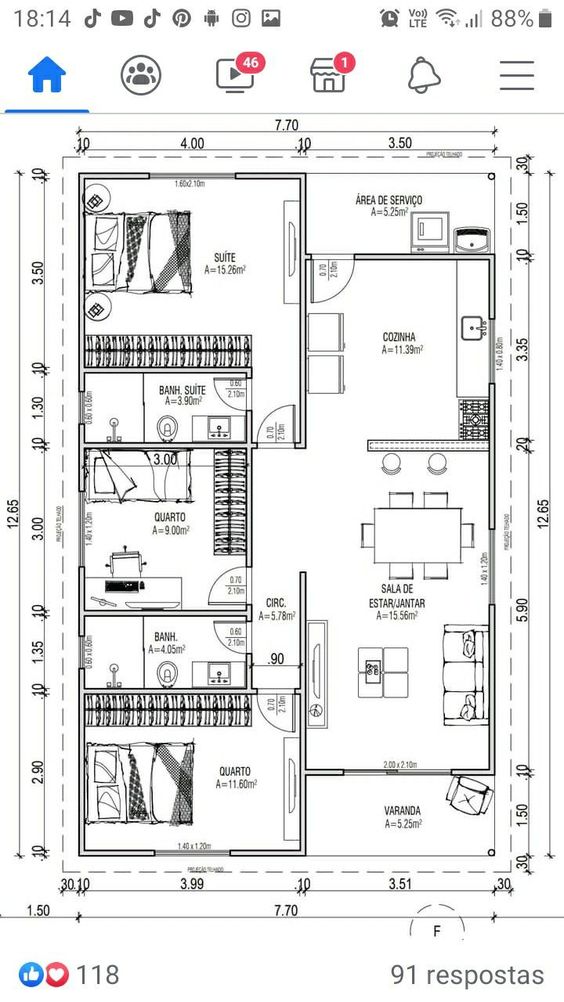 18:14
Vo))
LTE
88%
46
1
7.70
.10
4.00
.10
3.50
PROJEÇÃO TELHADO
.30
.10
1.60x2.10m
ÁREA DE SERVIÇO
A=5.25m²
1.50
.10
3.50
SUÍTE
A=15.26m²
0.70
2.10m
COZINHA
A=11.39m²
1.40 x 0.60m
3.35
.10
1.30
0.60 x 0.60m
BANH. SUÍTE
A=3.90m²
0.60
2.10m
0.70
2.10m
.10
.20
3.00
12.65
PROJEÇÃO TELHADO
3.00
1.40 x 1.20m
QUARTO
A=9.00m²
0.70
2.10m
PROJEÇÃO TELHADO
12.65
1.40 x 1.20m
SALA DE
ESTAR/JANTAR
A=15.56m²
5.90
CIRC.
A=5.78m²
.10
1.35
0.60 x 0.60m
BANH.
A=4.05m²
0.60
2.10m
.90
.10
0.70
2.10m
2.90
QUARTO
A=11.60m²
2.00 x 2.10m
.10
VARANDA
A=5.25m²
1.50
1.40 x 1.20m
.10
PROJEÇÃO TELHADO
.30
.30
.10
3.99
.10
3.51
.30
1.50
7.70
F
118
91 respostas